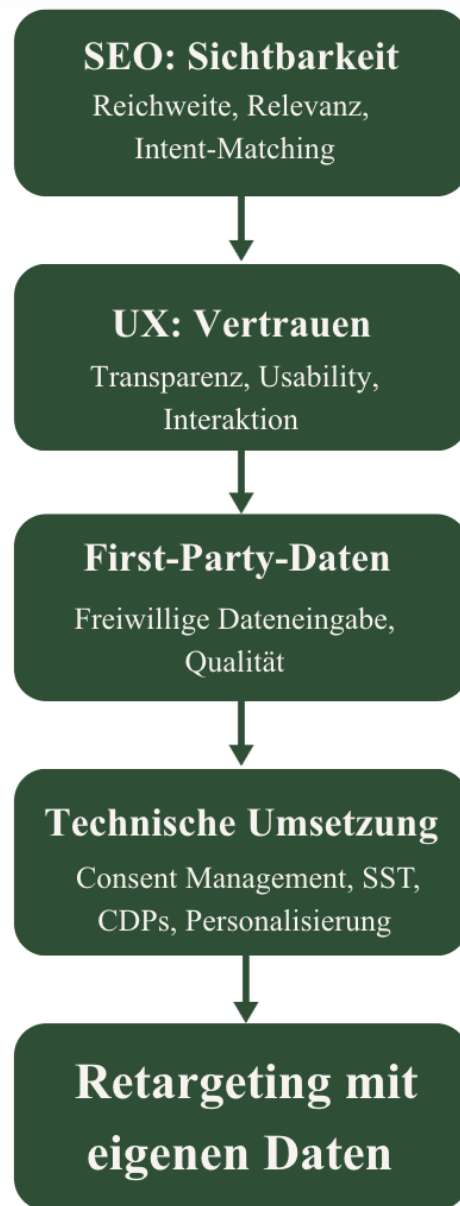 SEO: Sichtbarkeit
Reichweite, Relevanz,
Intent-Matching
UX: Vertrauen
Transparenz, Usability,
Interaktion
First-Party-Daten
Freiwillige Dateneingabe,
Qualität
Technische Umsetzung
Consent Management, SST,
CDPs, Personalisierung
Retargeting mit
eigenen Daten